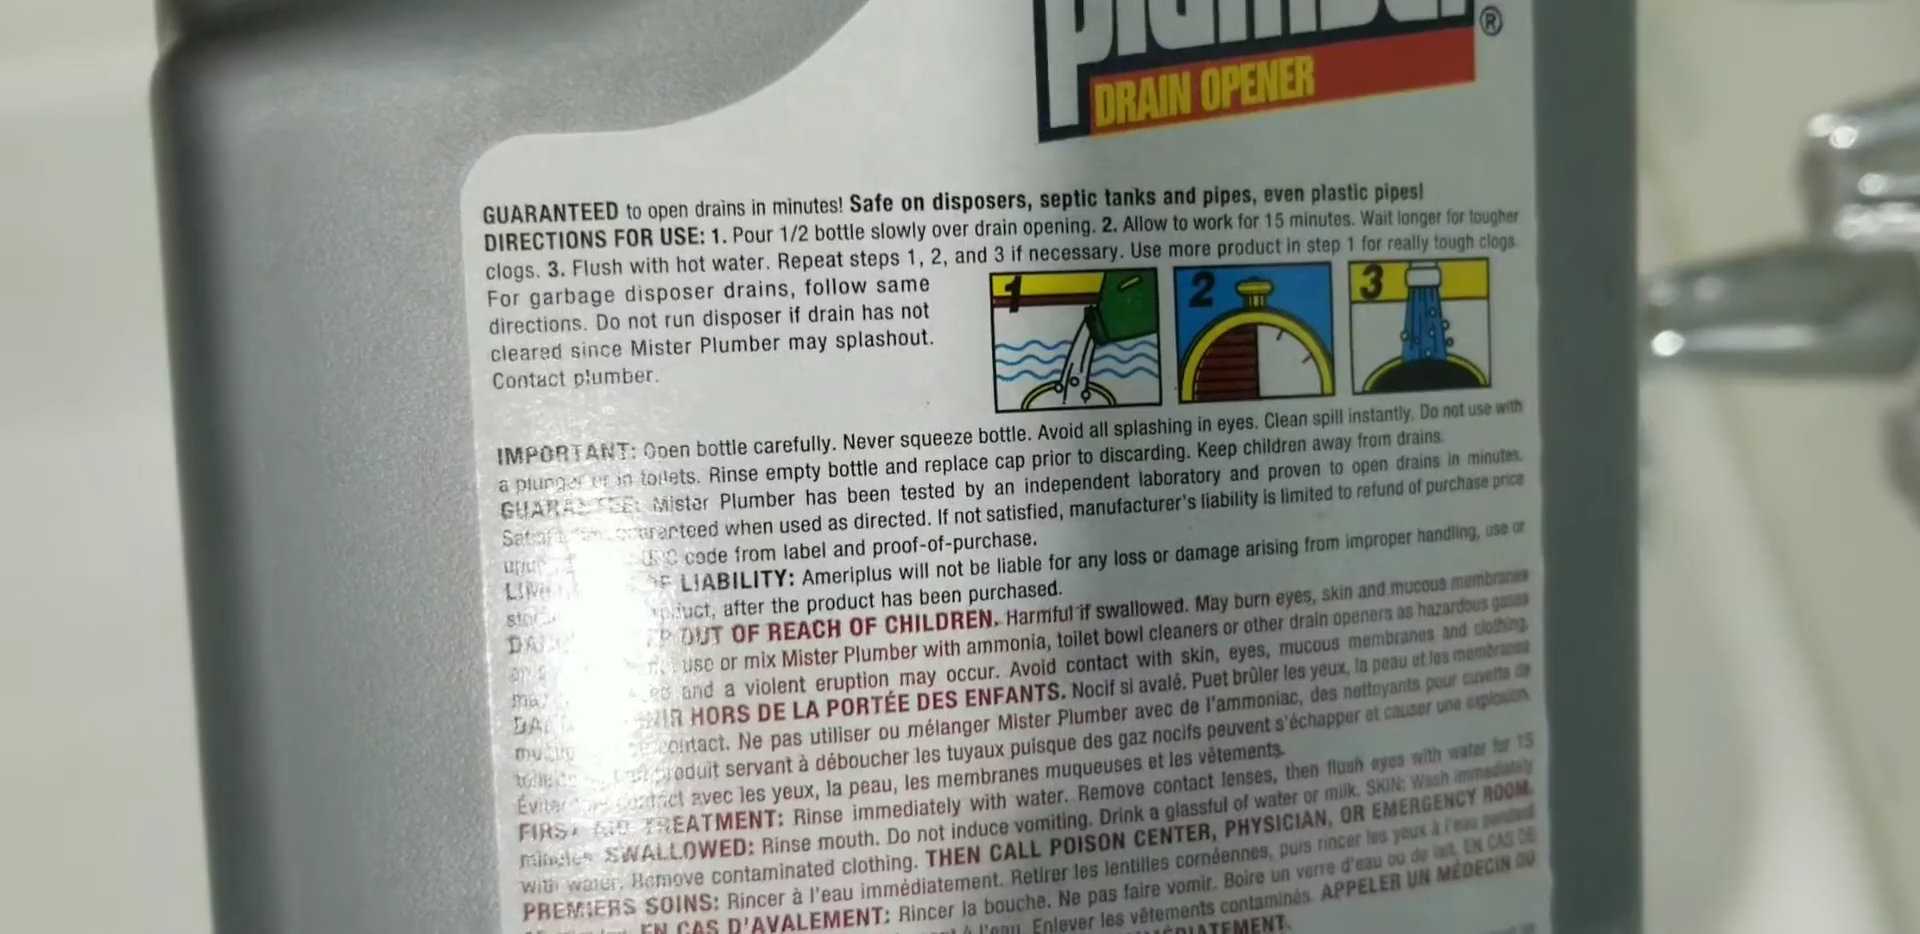 plumber®
DRAIN OPENER
GUARANTEED to open drains in minutes! Safe on disposers, septic tanks and pipes, even plastic pipes!
DIRECTIONS FOR USE: 1. Pour 1/2 bottle slowly over drain opening. 2. Allow to work for 15 minutes. Wait longer for tougher
clogs. 3. Flush with hot water. Repeat steps 1, 2, and 3 if necessary. Use more product in step 1 for really tough clogs.
For garbage disposer drains, follow same
directions. Do not run disposer if drain has not
cleared since Mister Plumber may splashout.
Contact plumber.
1 2 3
IMPORTANT: Open bottle carefully. Never squeeze bottle. Avoid all splashing in eyes. Clean spill instantly. Do not use with
a plunger or in toilets. Rinse empty bottle and replace cap prior to discarding. Keep children away from drains.
GUARANTEE: Mister Plumber has been tested by an independent laboratory and proven to open drains in minutes.
guaranteed when used as directed. If not satisfied, manufacturer's liability is limited to refund of purchase price
UPC code from label and proof-of-purchase.
OF LIABILITY: Ameriplus will not be liable for any loss or damage arising from improper handling, use or
product, after the product has been purchased.
OUT OF REACH OF CHILDREN. Harmful if swallowed. May burn eyes, skin and mucous membranes
use or mix Mister Plumber with ammonia, toilet bowl cleaners or other drain openers as hazardous gases
and a violent eruption may occur. Avoid contact with skin, eyes, mucous membranes and clothing.
HORS DE LA PORTÉE DES ENFANTS. Nocif si avalé. Puet brûler les yeux, la peau et les membranes
contact. Ne pas utiliser ou mélanger Mister Plumber avec de l'ammoniac, des nettoyants pour cuvette de
produit servant à déboucher les tuyaux puisque des gaz nocifs peuvent s'échapper et causer une explosion.
Éviter contact avec les yeux, la peau, les membranes muqueuses et les vêtements.
FIRST AID TREATMENT: Rinse immediately with water. Remove contact lenses, then flush eyes with water for 15
minutes SWALLOWED: Rinse mouth. Do not induce vomiting. Drink a glassful of water or milk. SKIN: Wash immediately
with water. Remove contaminated clothing. THEN CALL POISON CENTER, PHYSICIAN, OR EMERGENCY ROOM.
PREMIERS SOINS: Rincer à l'eau immédiatement. Retirer les lentilles cornéennes, puis rincer les yeux à l'eau pendant
EN CAS D'AVALEMENT: Rincer la bouche. Ne pas faire vomir. Boire un verre d'eau ou de lait. EN CAS DE
à l'eau. Enlever les vêtements contaminés. APPELER UN MÉDECIN OU